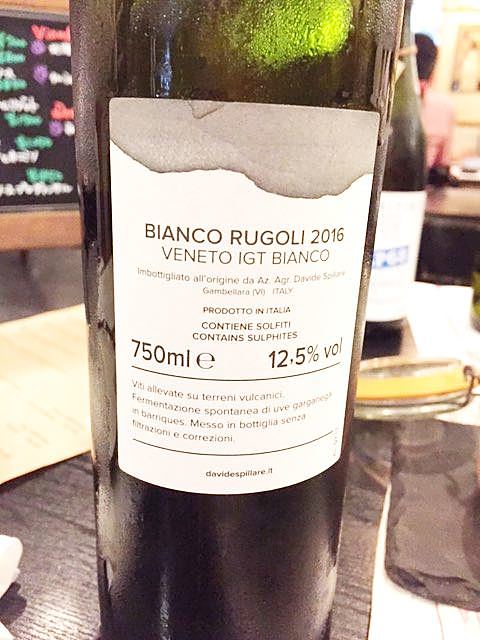 BIANCO RUGOLI 2016
VENETO IGT BIANCO
Imbottigliato all'origine da Az. Agr. Davide Spillare
Gambellara (VI) ITALY
PRODOTTO IN ITALIA
CONTIENE SOLFITI
CONTAINS SULPHITES
750ml ℮ 12,5% vol
Viti allevate su terreni vulcanici.
Fermentazione spontanea di uve garganega
in barriques. Messo in bottiglia senza
filtrazioni e correzioni.
davidespillare.it